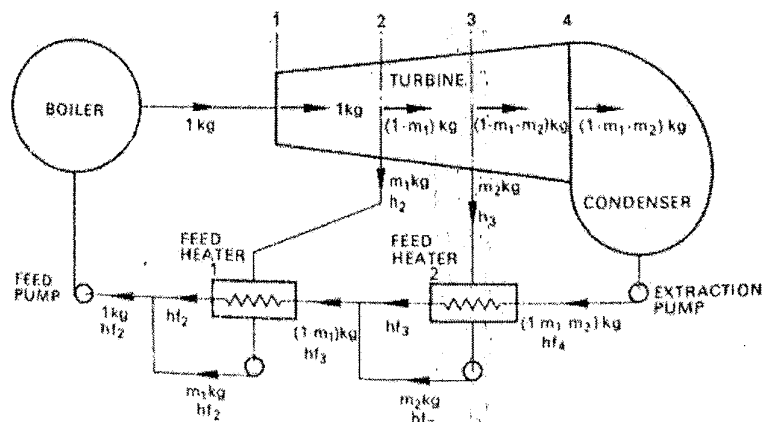 1 2 3 4
TURBINE
BOILER
1kg
1kg
(1-m₁) kg
(1-m₁-m₂)kg
(1-m₁-m₂) kg
m₁kg
h₂
m₂kg
h₃
CONDENSER
FEED
HEATER
1
FEED
HEATER
2
FEED
PUMP
EXTRACTION
PUMP
1kg
hf₂
hf₂
(1-m₁)kg
hf₃
hf₃
(1 m₁ m₂) kg
hf₄
m₁kg
hf₂
m₂kg